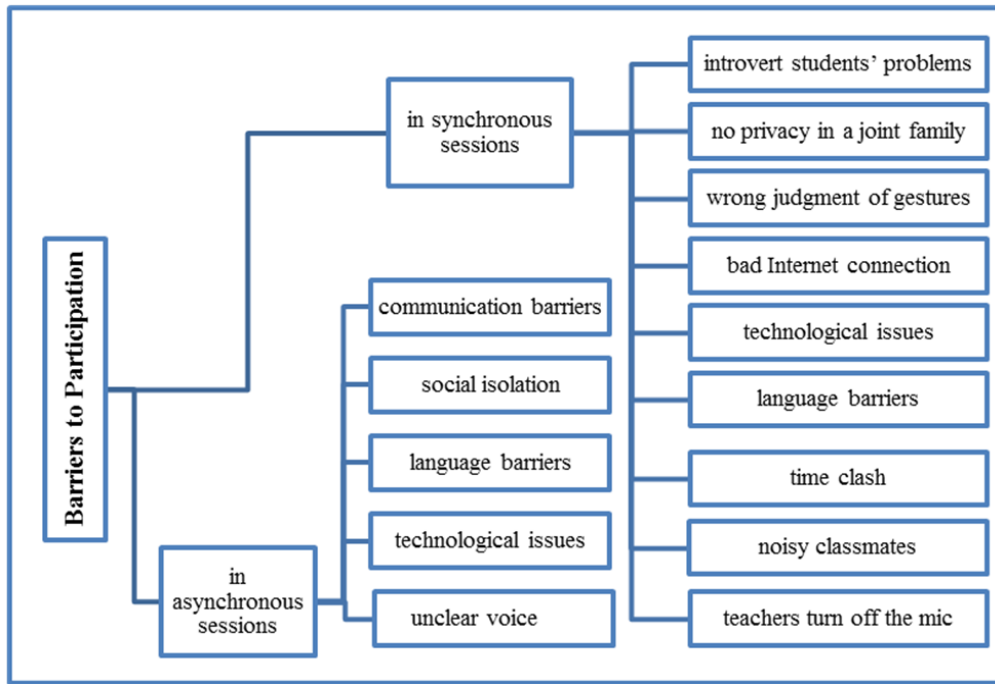 Barriers to Participation
in synchronous
sessions
introvert students’ problems
no privacy in a joint family
wrong judgment of gestures
bad Internet connection
technological issues
language barriers
time clash
noisy classmates
teachers turn off the mic
in
asynchronous
sessions
communication barriers
social isolation
language barriers
technological issues
unclear voice